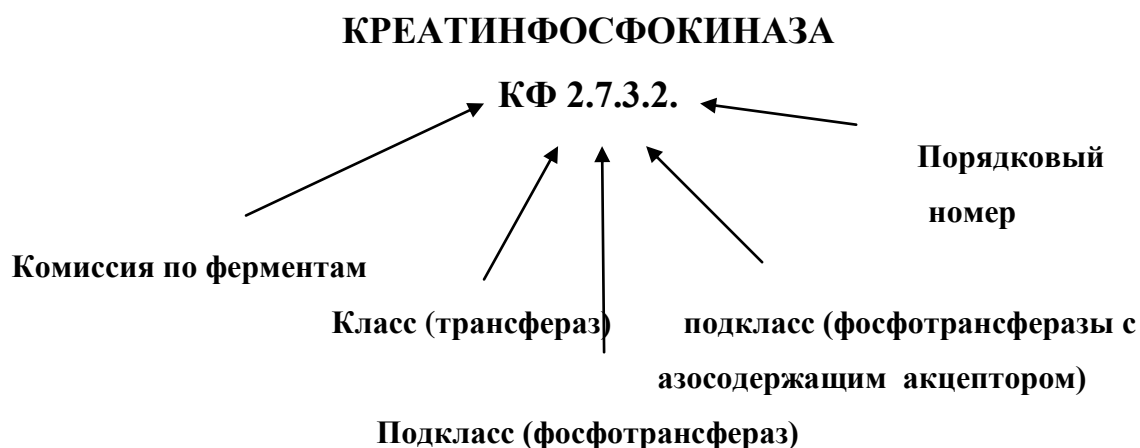 КРЕАТИНФОСФОКИНАЗА
КФ 2.7.3.2.
Порядковый
номер
Комиссия по ферментам
Класс (трансфераз)
подкласс (фосфотрансферазы с
азосодержащим акцептором)
Подкласс (фосфотрансфераз)